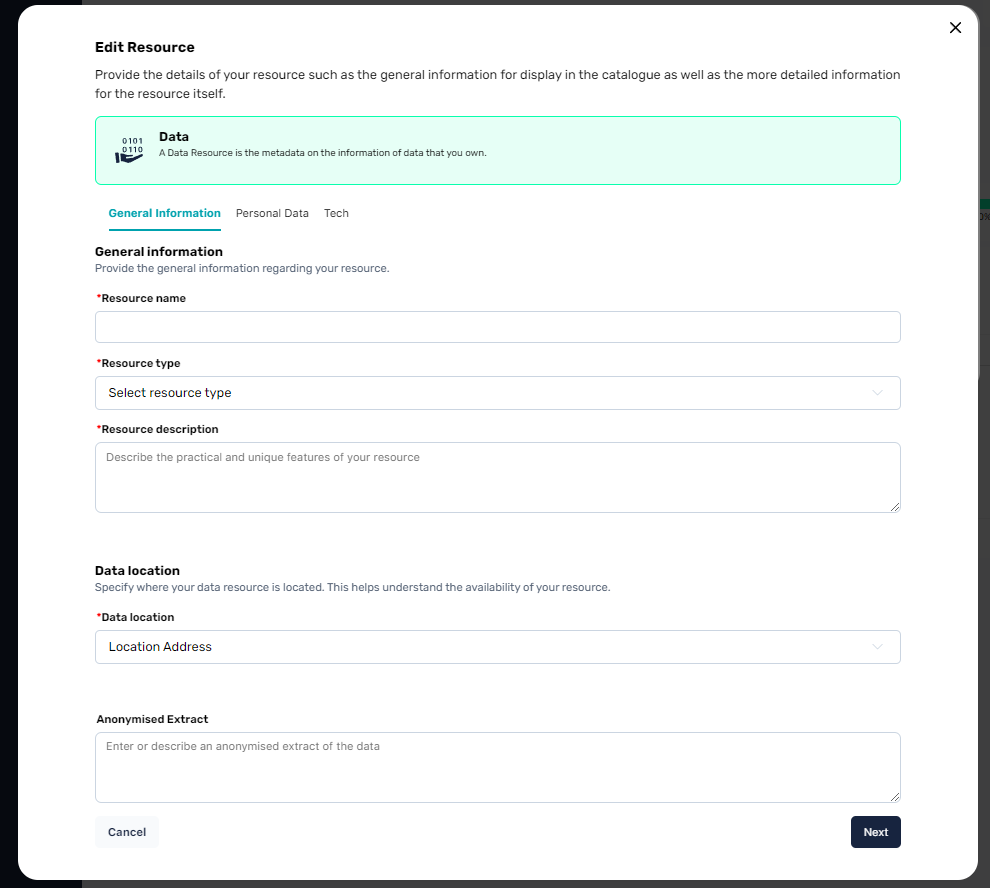 Edit Resource
Provide the details of your resource such as the general information for display in the catalogue as well as the more detailed information
for the resource itself.
0101
0110
Data
A Data Resource is the metadata on the information of data that you own.
General Information Personal Data Tech
General information
Provide the general information regarding your resource.
*Resource name
*Resource type
Select resource type
*Resource description
Describe the practical and unique features of your resource
Data location
Specify where your data resource is located. This helps understand the availability of your resource.
*Data location
Location Address
Anonymised Extract
Enter or describe an anonymised extract of the data
Cancel Next